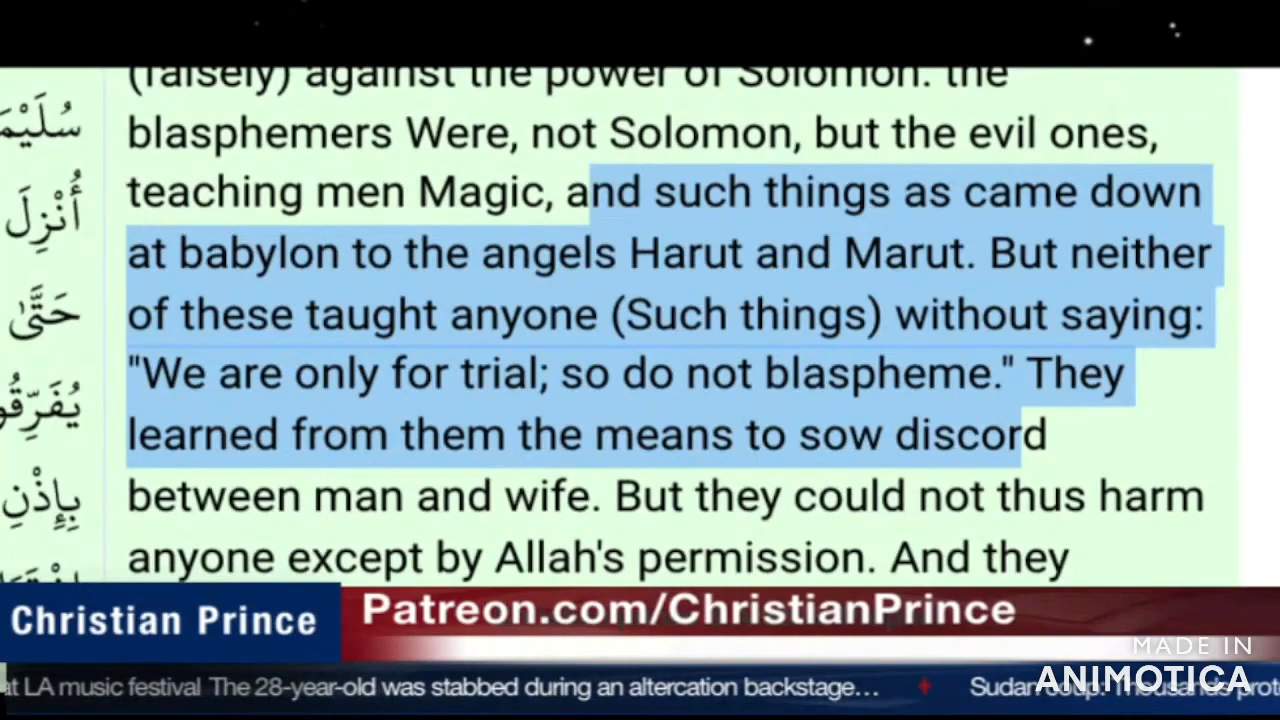 (falsely) against the power of Solomon: the
blasphemers Were, not Solomon, but the evil ones,
teaching men Magic, and such things as came down
at babylon to the angels Harut and Marut. But neither
of these taught anyone (Such things) without saying:
"We are only for trial; so do not blaspheme." They
learned from them the means to sow discord
between man and wife. But they could not thus harm
anyone except by Allah's permission. And they
أُنْزِلَ
حَتَّىٰ
بِإِذْنِ
Christian Prince
Patreon.com/ChristianPrince
MADE IN
ANIMOTICA
at LA music festival The 28-year-old was stabbed during an altercation backstage... Sudan coup: Thousands